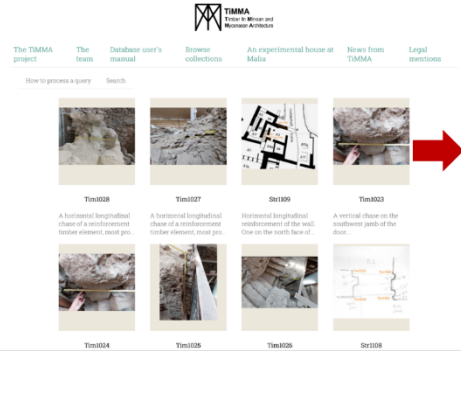 TiMMA
Timber in Minoan and
Mycenaean Architecture
The TiMMA project
The team
Database user's manual
Browse collections
An experimental house at Malia
News from TiMMA
Legal mentions
How to process a query
Search
Tim1028
Tim1027
Str1109
Tim1023
A horizontal longitudinal
chase of a reinforcement
timber element, most pro...
A horizontal longitudinal
chase of a reinforcement
timber element, most pro...
Horizontal longitudinal
reinforcement of the wall.
One on the north face of...
A vertical chase on the
southwest jamb of the
door...
Tim1024
Tim1025
Tim1026
Str1108